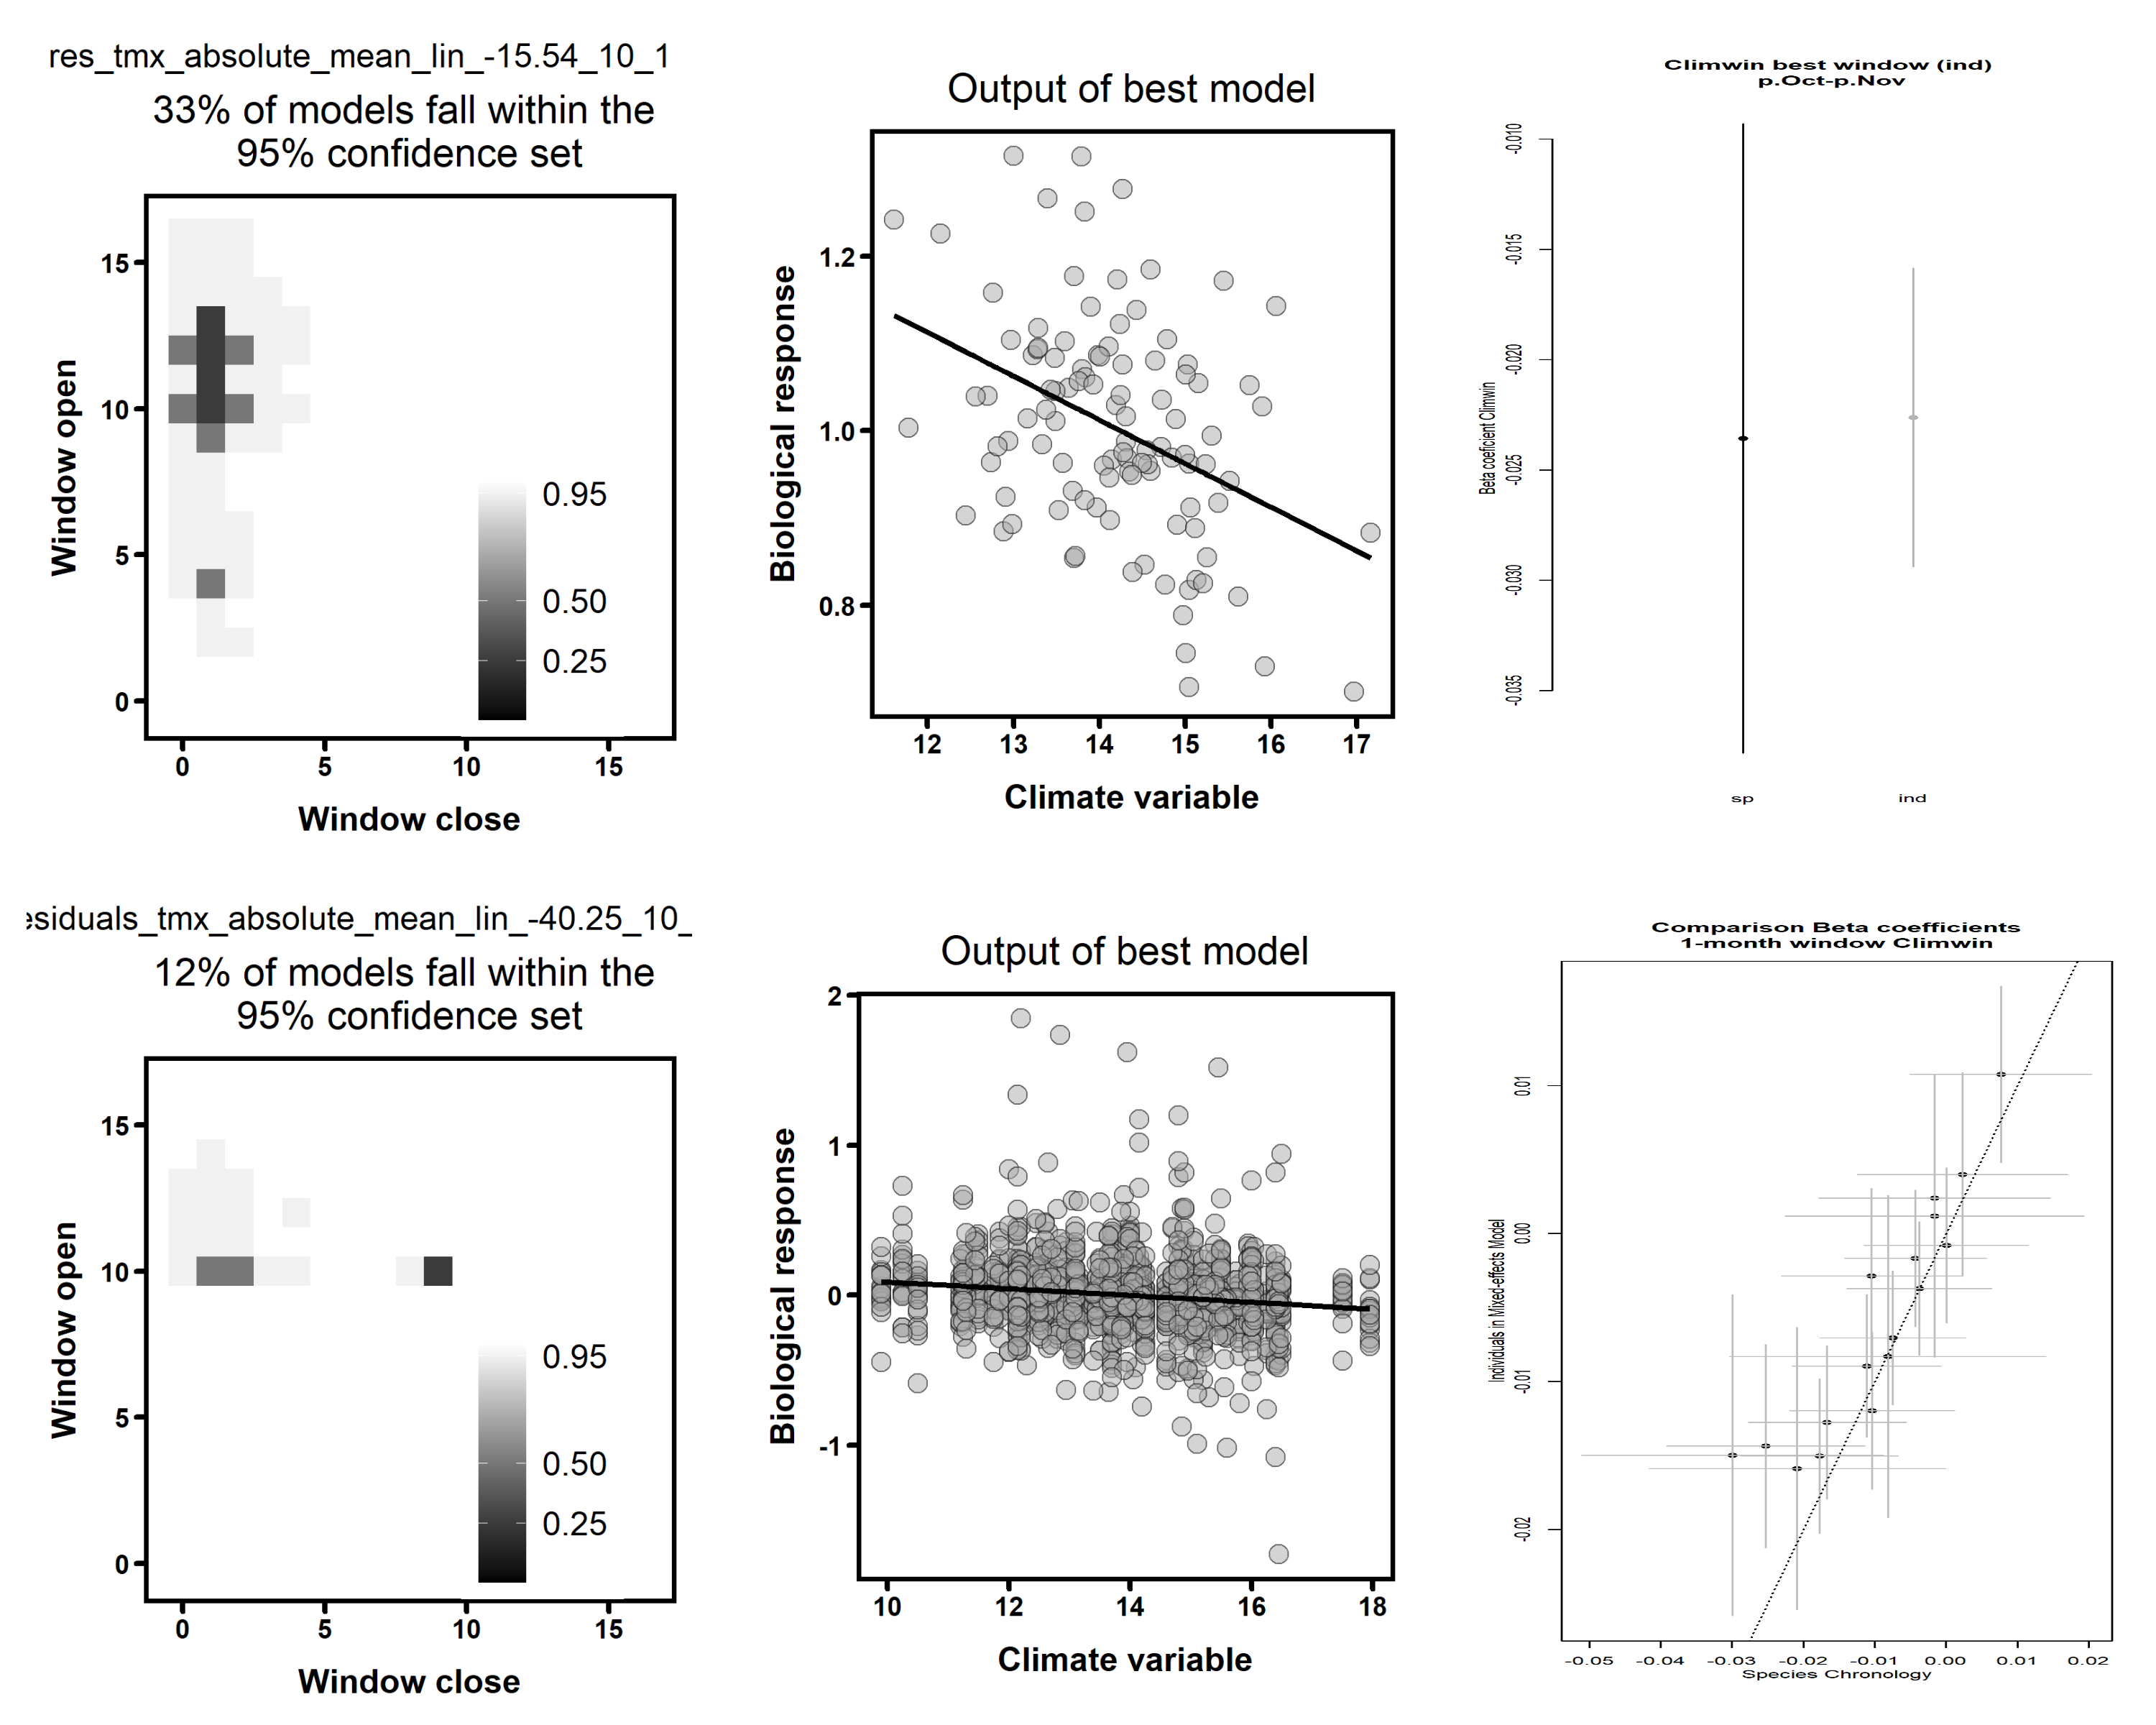 res_tmx_absolute_mean_lin_-15.54_10_1
33% of models fall within the
95% confidence set
Window open
15
10
5
0
0.95
0.50
0.25
0 5 10 15
Window close
Output of best model
Biological response
1.2
1.0
0.8
12 13 14 15 16 17
Climate variable
Climwin best window (ind)
p.Oct-p.Nov
Beta coeficient Climwin
-0.010
-0.015
-0.020
-0.025
-0.030
-0.035
sp ind
esiduals_tmx_absolute_mean_lin_-40.25_10_
12% of models fall within the
95% confidence set
Window open
15
10
5
0
0.95
0.50
0.25
0 5 10 15
Window close
Output of best model
Biological response
2
1
0
-1
10 12 14 16 18
Climate variable
Comparison Beta coefficients
1-month window Climwin
Individuals in Mixed-effects Model
0.01
0.00
-0.01
-0.02
-0.05 -0.04 -0.03 -0.02 -0.01 0.00 0.01 0.02
Species Chronology